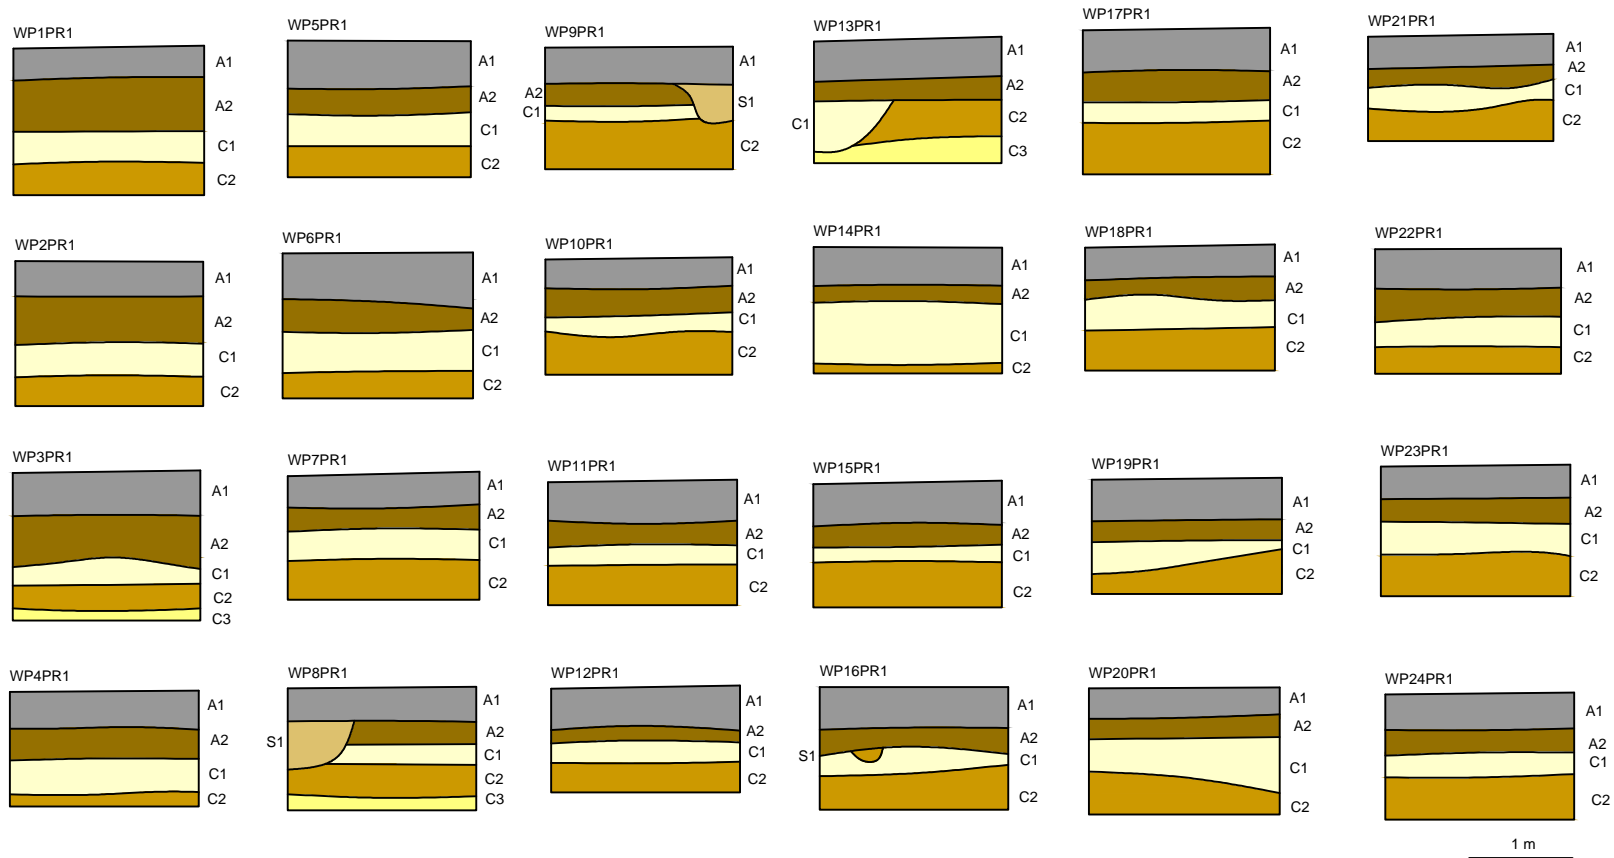 WP1PR1
A1
A2
C1
C2
WP5PR1
A1
A2
C1
C2
WP9PR1
A1
A2
C1
S1
C2
WP13PR1
A1
A2
C1
C2
C3
WP17PR1
A1
A2
C1
C2
WP21PR1
A1
A2
C1
C2
WP2PR1
A1
A2
C1
C2
WP6PR1
A1
A2
C1
C2
WP10PR1
A1
A2
C1
C2
WP14PR1
A1
A2
C1
C2
WP18PR1
A1
A2
C1
C2
WP22PR1
A1
A2
C1
C2
WP3PR1
A1
A2
C1
C2
C3
WP7PR1
A1
A2
C1
C2
WP11PR1
A1
A2
C1
C2
WP15PR1
A1
A2
C1
C2
WP19PR1
A1
A2
C1
C2
WP23PR1
A1
A2
C1
C2
WP4PR1
A1
A2
C1
C2
WP8PR1
A1
A2
S1
C1
C2
C3
WP12PR1
A1
A2
C1
C2
WP16PR1
A1
A2
S1
C1
C2
WP20PR1
A1
A2
C1
C2
WP24PR1
A1
A2
C1
C2
1 m